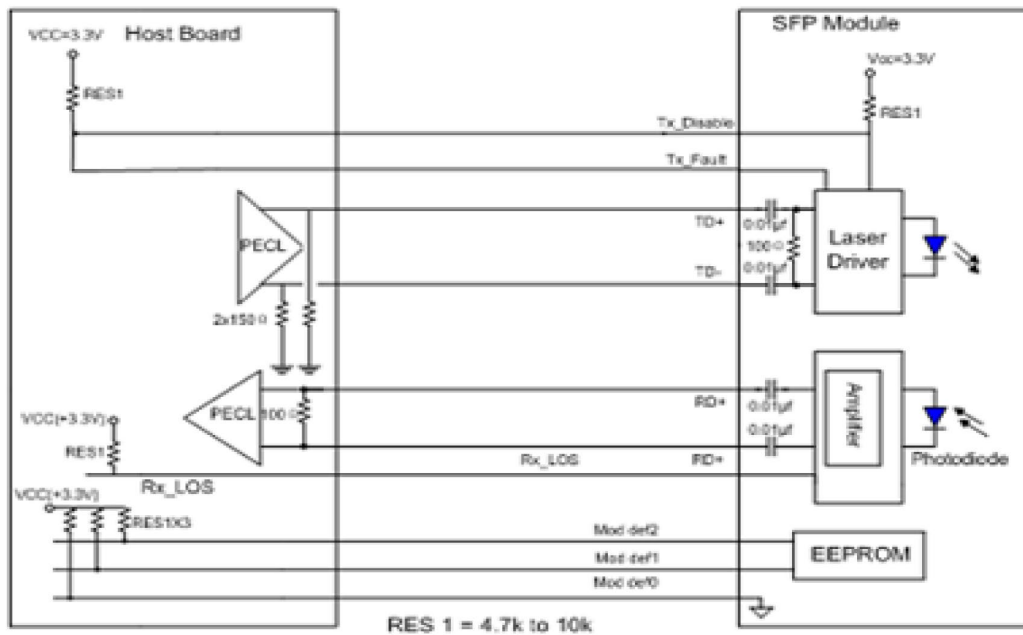 Host Board
SFP Module
VCC=3.3V
Vcc=3.3V
RES1
RES1
Tx_Disable
Tx_Fault
PECL
TD+
0.01μf
100Ω
Laser
Driver
TD-
0.01μf
2x150Ω
PECL
100Ω
RD+
0.01μf
Amplifier
VCC(+3.3V)
0.01μf
RES1
Rx_LOS
RD+
Photodiode
Rx_LOS
VCC(+3.3V)
RES1X3
Mod def2
EEPROM
Mod def1
Mod def0
RES 1 = 4.7k to 10k